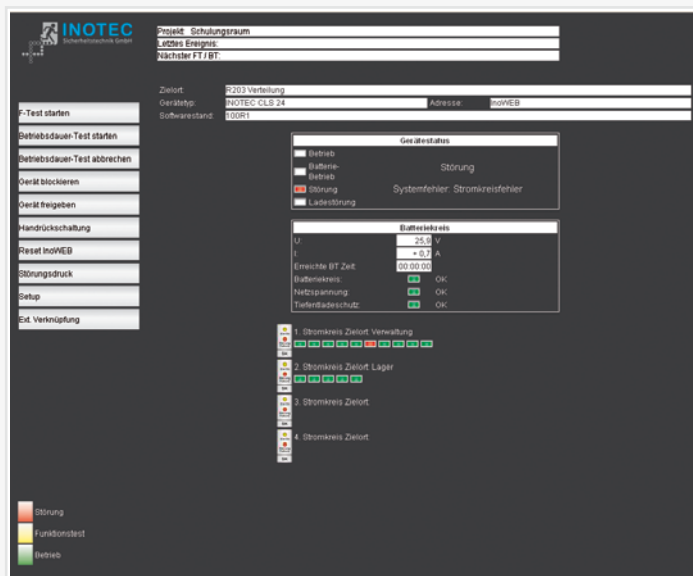 INOTEC
Sicherheitstechnik GmbH
Projekt: Schulungsraum
Letztes Ereignis:
Nächster FT / BT:
Zielort: R203 Verteilung
Gerätetyp: INOTEC CLS 24 Adresse: InoWEB
Softwarestand: 100R1
F-Test starten
Betriebsdauer-Test starten
Betriebsdauer-Test abbrechen
Gerät blockieren
Gerät freigeben
Handrückschaltung
Reset InoWEB
Störungsdruck
Setup
Ext. Verknüpfung
Gerätestatus
Betrieb
Batterie-
Betrieb
Störung
Störung
Systemfehler: Stromkreisfehler
Ladestörung
Batteriekreis
U: 25,9 V
I: + 0,7 A
Erreichte BT Zeit: 00:00:00
Batteriekreis: OK
Netzspannung: OK
Tiefentladeschutz: OK
1. Stromkreis Zielort: Verwaltung
2. Stromkreis Zielort: Lager
3. Stromkreis Zielort:
4. Stromkreis Zielort:
Störung
Funktionstest
Betrieb